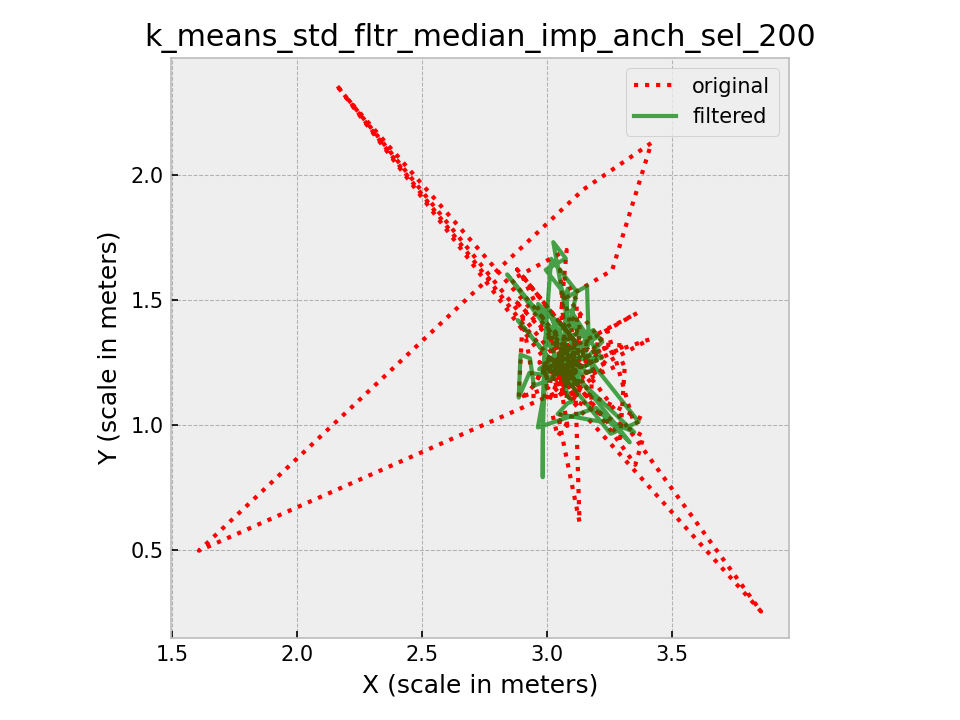 k_means_std_fltr_median_imp_anch_sel_200
original
filtered
2.0
1.5
1.0
0.5
Y (scale in meters)
1.5 2.0 2.5 3.0 3.5
X (scale in meters)